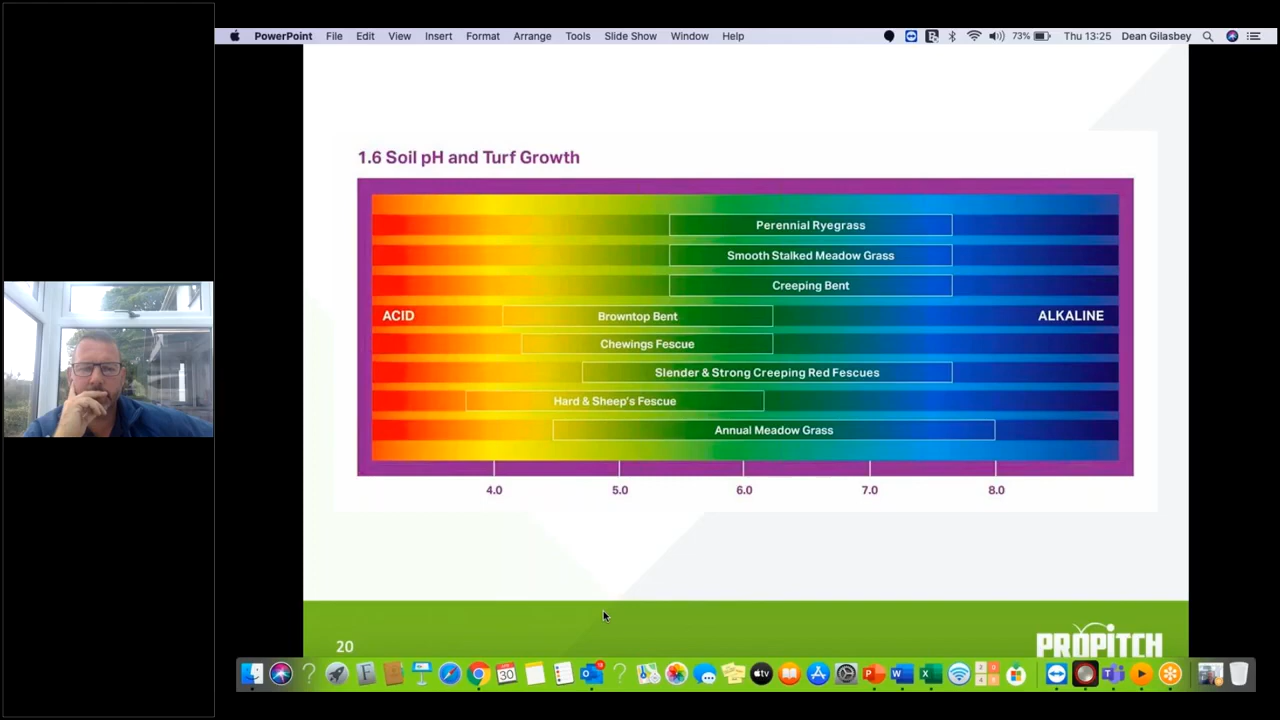 PowerPoint File Edit View Insert Format Arrange Tools Slide Show Window Help 73% Thu 13:25 Dean Gilasbey
1.6 Soil pH and Turf Growth
Perennial Ryegrass
Smooth Stalked Meadow Grass
Creeping Bent
ACID Browntop Bent ALKALINE
Chewings Fescue
Slender & Strong Creeping Red Fescues
Hard & Sheep's Fescue
Annual Meadow Grass
4.0 5.0 6.0 7.0 8.0
20 PROPITCH
30 tv